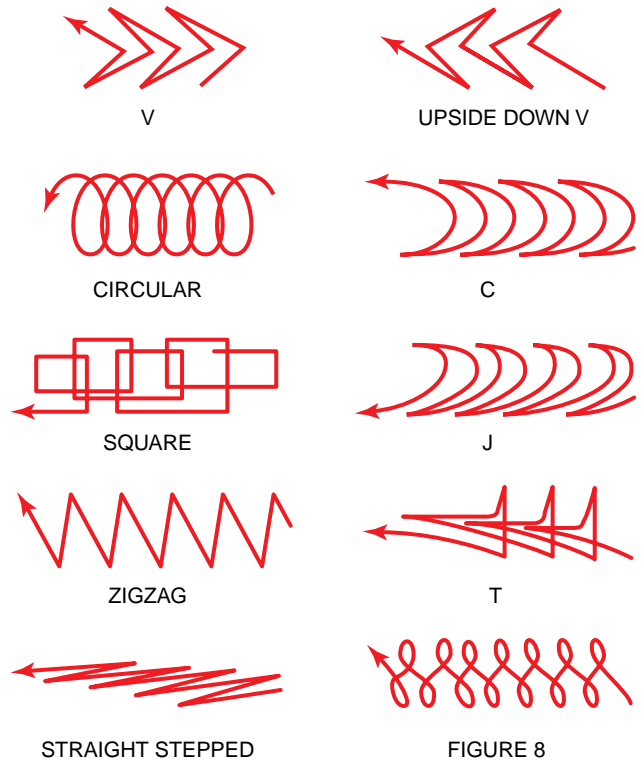 V
UPSIDE DOWN V
CIRCULAR
C
SQUARE
J
ZIGZAG
T
STRAIGHT STEPPED
FIGURE 8